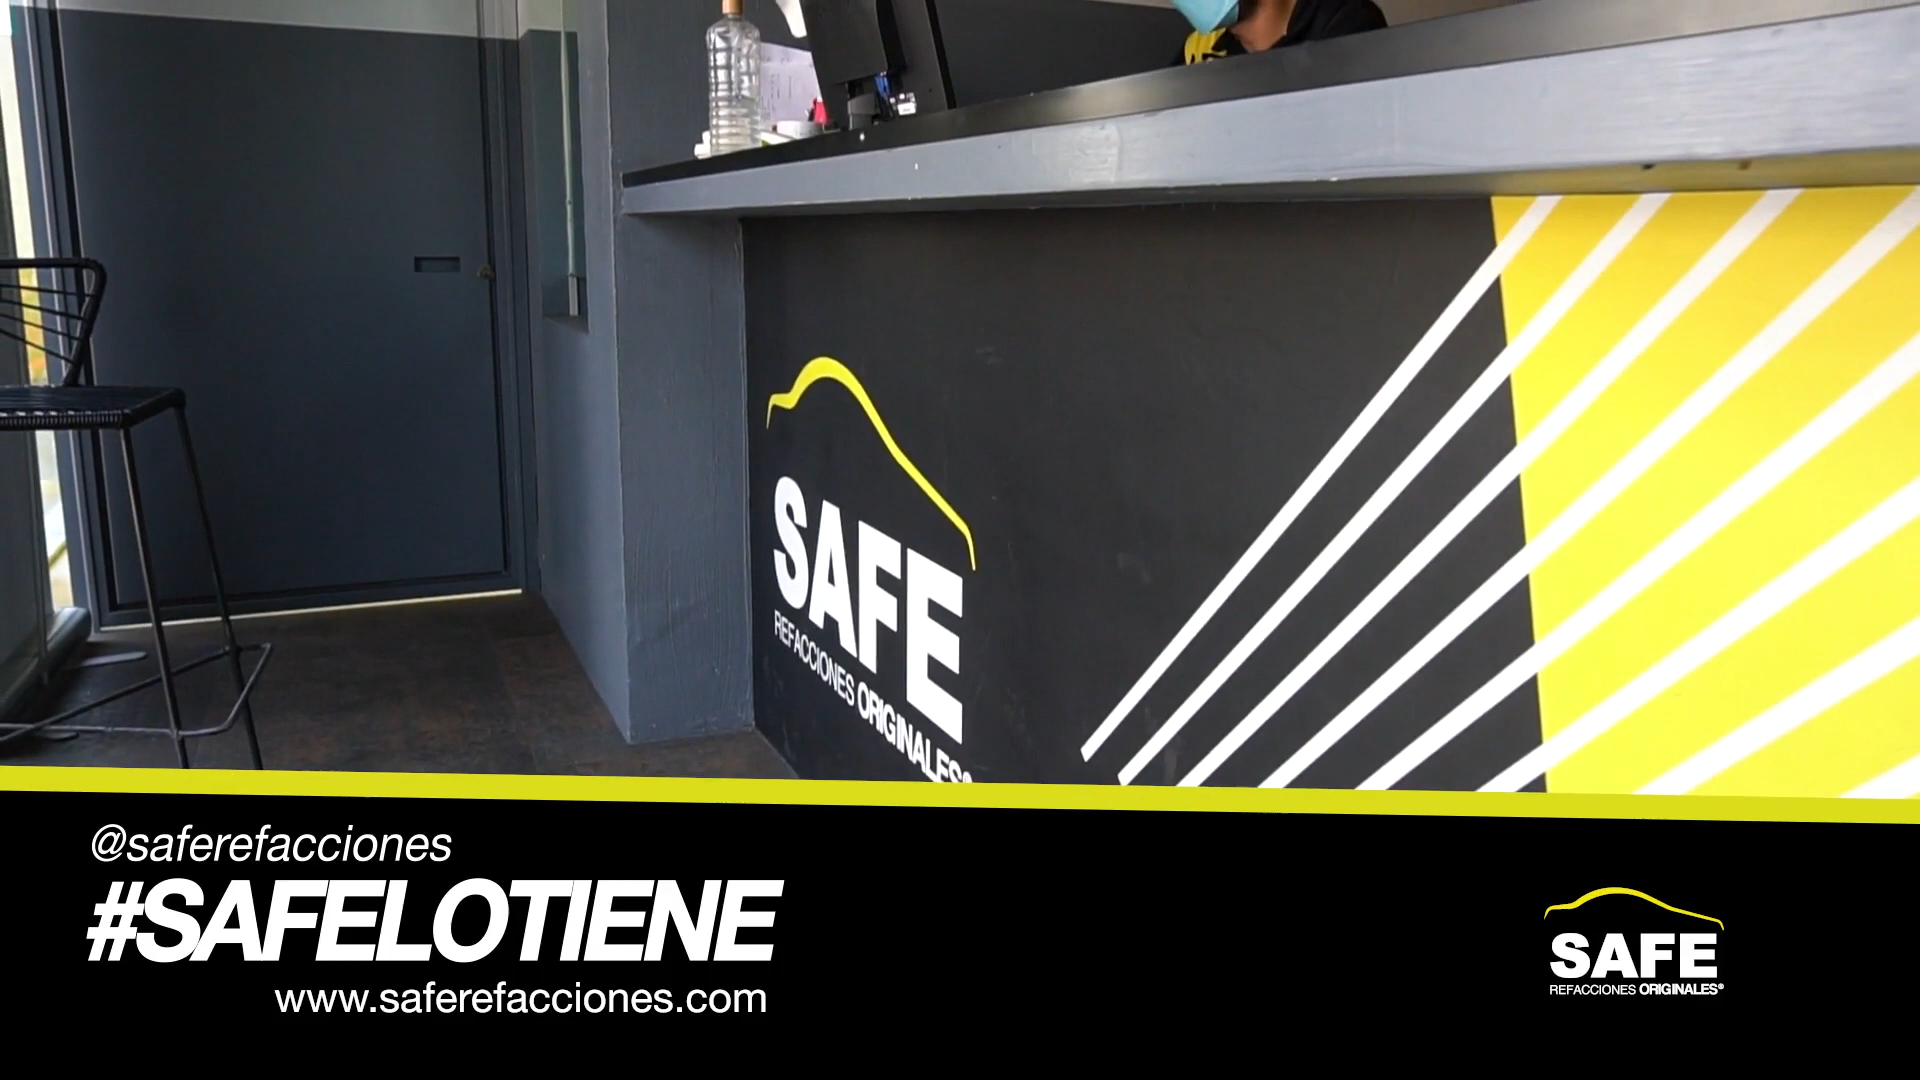 SAFE
REFACCIONES ORIGINALES®
@saferefacciones
#SAFELOTIENE
www.saferefacciones.com
SAFE
REFACCIONES ORIGINALES®